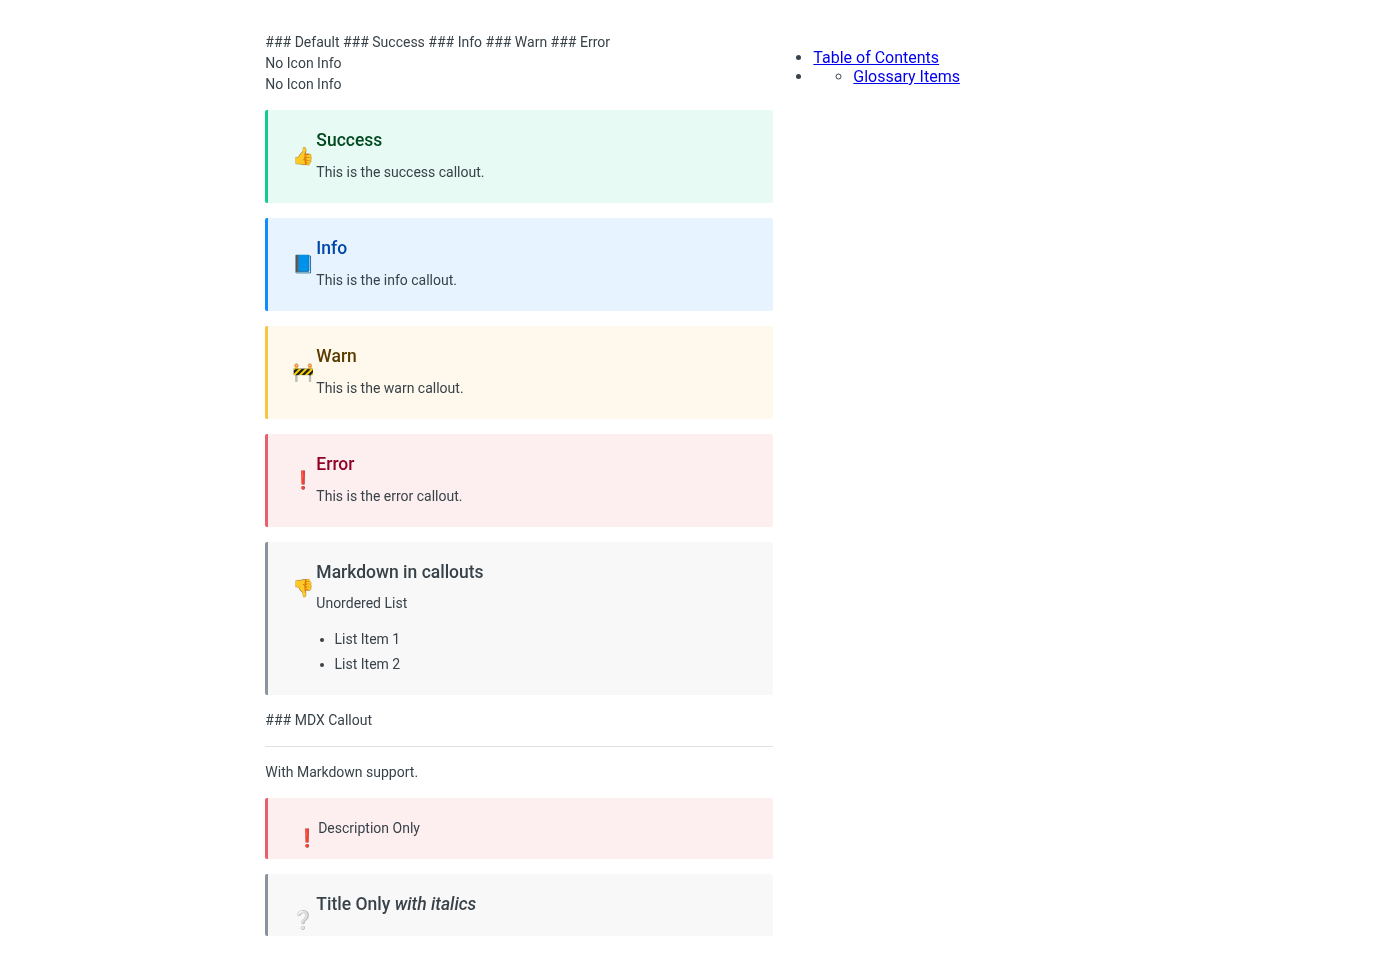 ### Default ### Success ### Info ### Warn ### Error
No Icon Info
No Icon Info
👍
Success
This is the success callout.
📘
Info
This is the info callout.
🚧
Warn
This is the warn callout.
❗
Error
This is the error callout.
👎
Markdown in callouts
Unordered List
• List Item 1
• List Item 2
### MDX Callout
With Markdown support.
❗
Description Only
❔
Title Only with italics
• Table of Contents
• ◦ Glossary Items